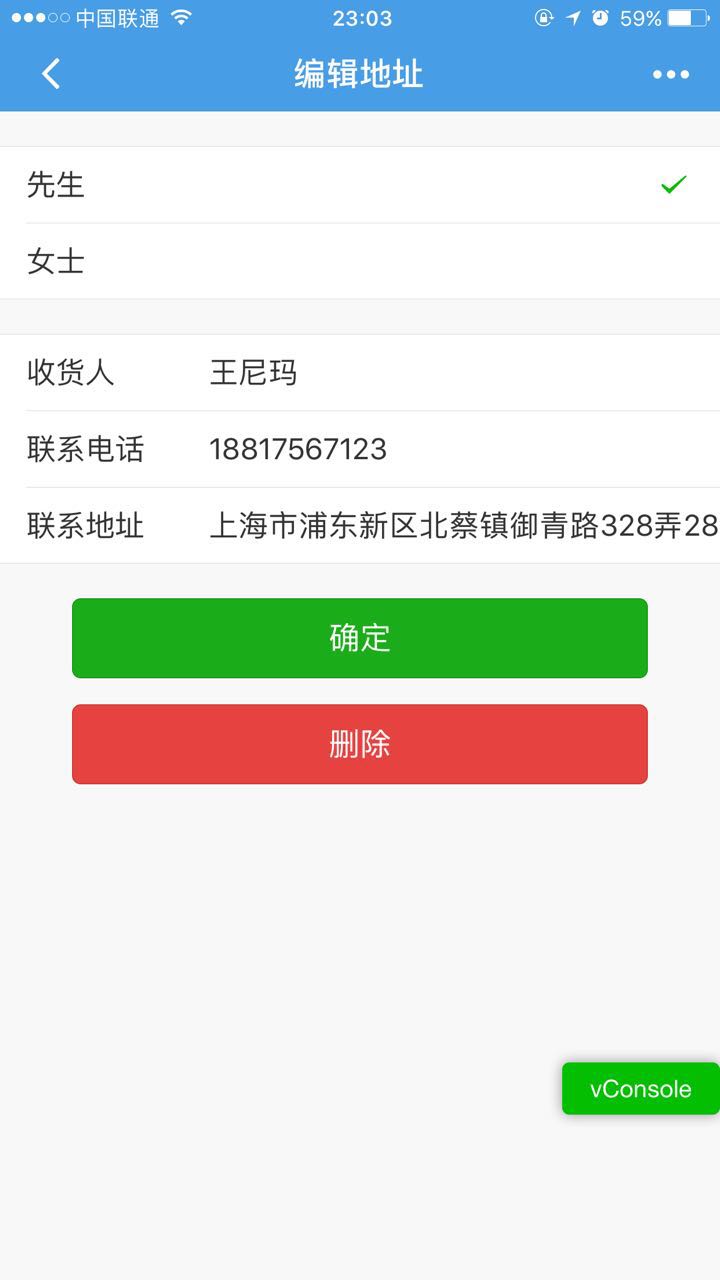 中国联通 23:03 59%
编辑地址
先生
女士
收货人 王尼玛
联系电话 18817567123
联系地址 上海市浦东新区北蔡镇御青路328弄28
确定
删除
vConsole